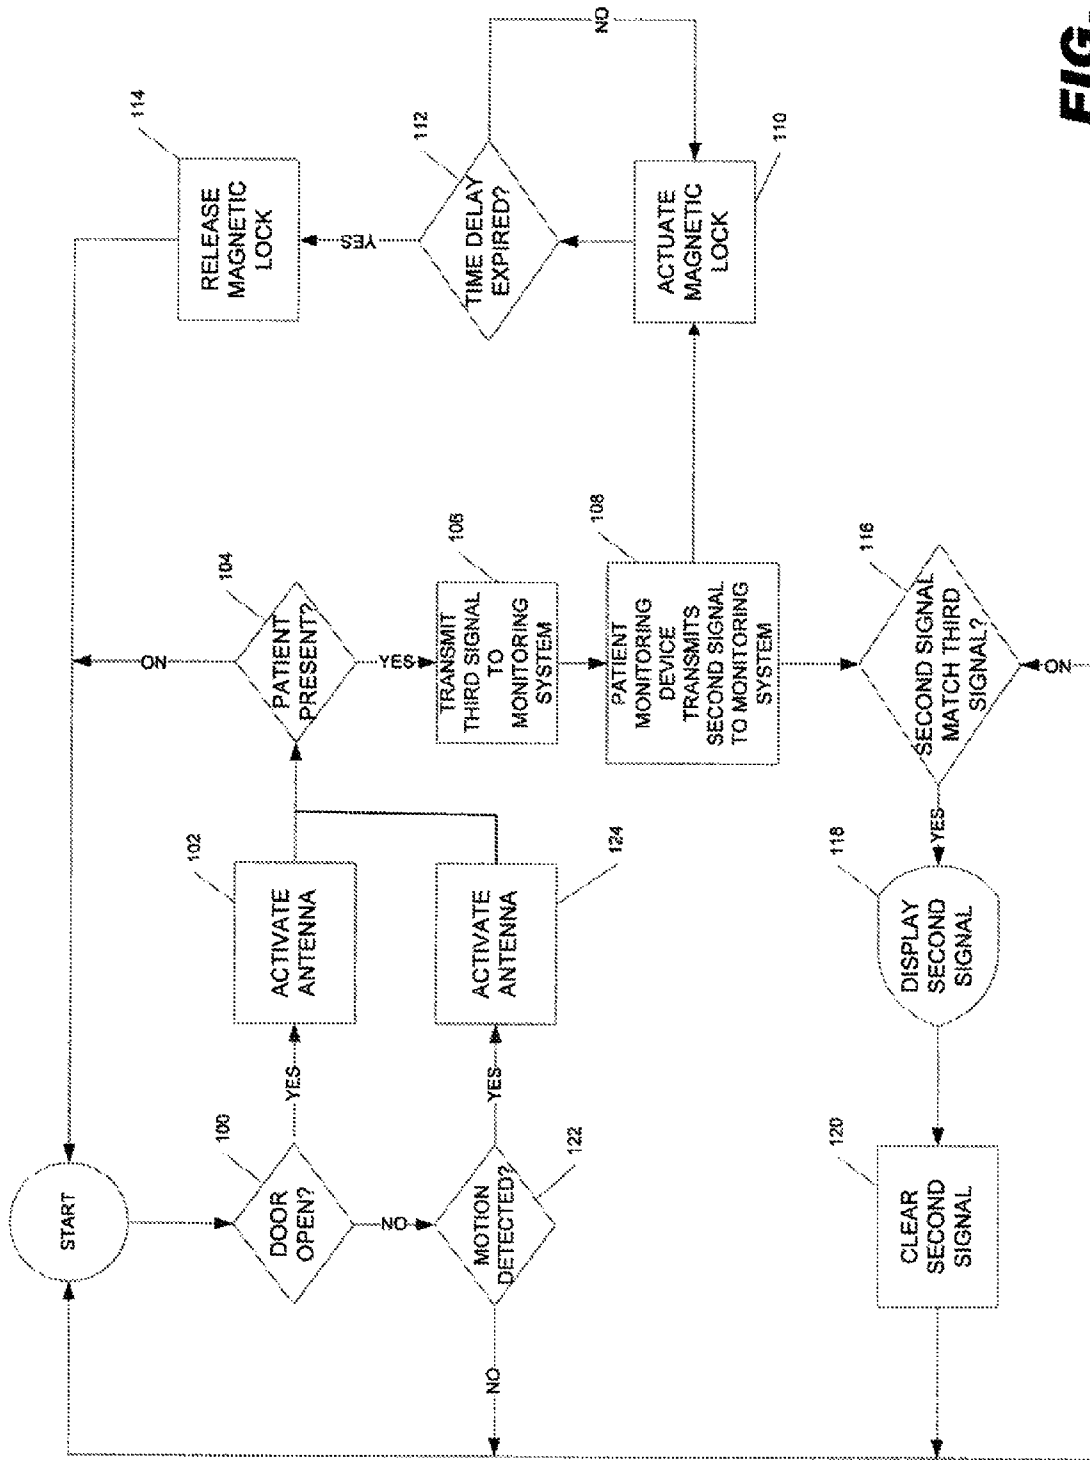 START
100
DOOR
OPEN?
YES
NO
102
ACTIVATE
ANTENNA
104
PATIENT
PRESENT?
NO
YES
114
RELEASE
MAGNETIC
LOCK
122
MOTION
DETECTED?
YES
NO
124
ACTIVATE
ANTENNA
106
TRANSMIT
THIRD SIGNAL
TO
MONITORING
SYSTEM
YES
112
TIME DELAY
EXPIRED?
NO
108
PATIENT
MONITORING
DEVICE
TRANSMITS
SECOND SIGNAL
TO MONITORING
SYSTEM
110
ACTUATE
MAGNETIC
LOCK
120
CLEAR
SECOND
SIGNAL
118
DISPLAY
SECOND
SIGNAL
YES
116
SECOND SIGNAL
MATCH THIRD
SIGNAL?
NO
FIG.